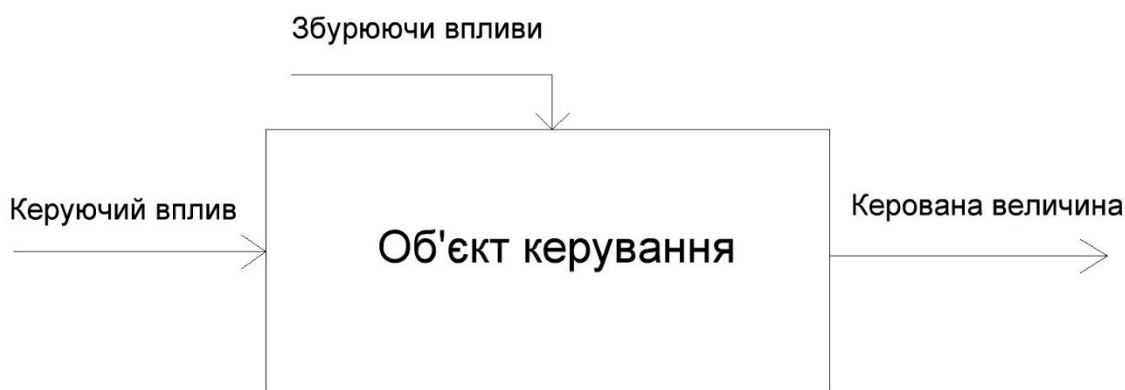 Збурюючи впливи
Керуючий вплив
Керована величина
Об'єкт керування